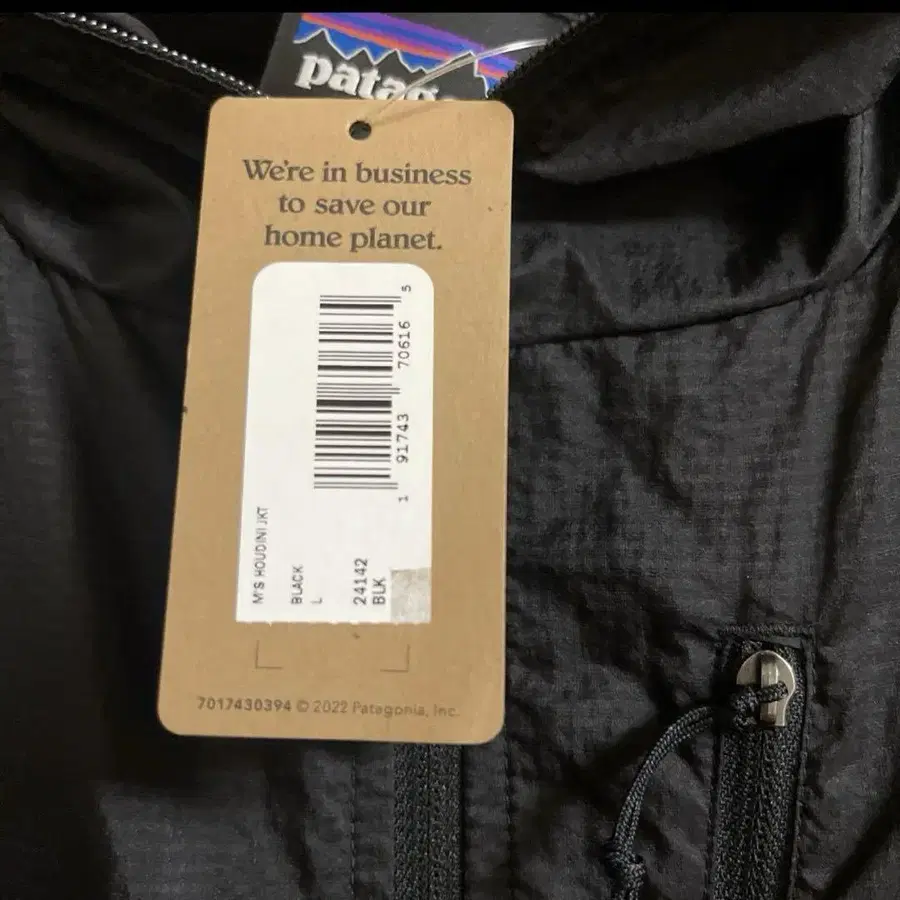 patag
We're in business
to save our
home planet.
1 91743 70616 5
M'S HOUDINI JKT
BLACK
L
24142
BLK
7017430394 © 2022 Patagonia, Inc.